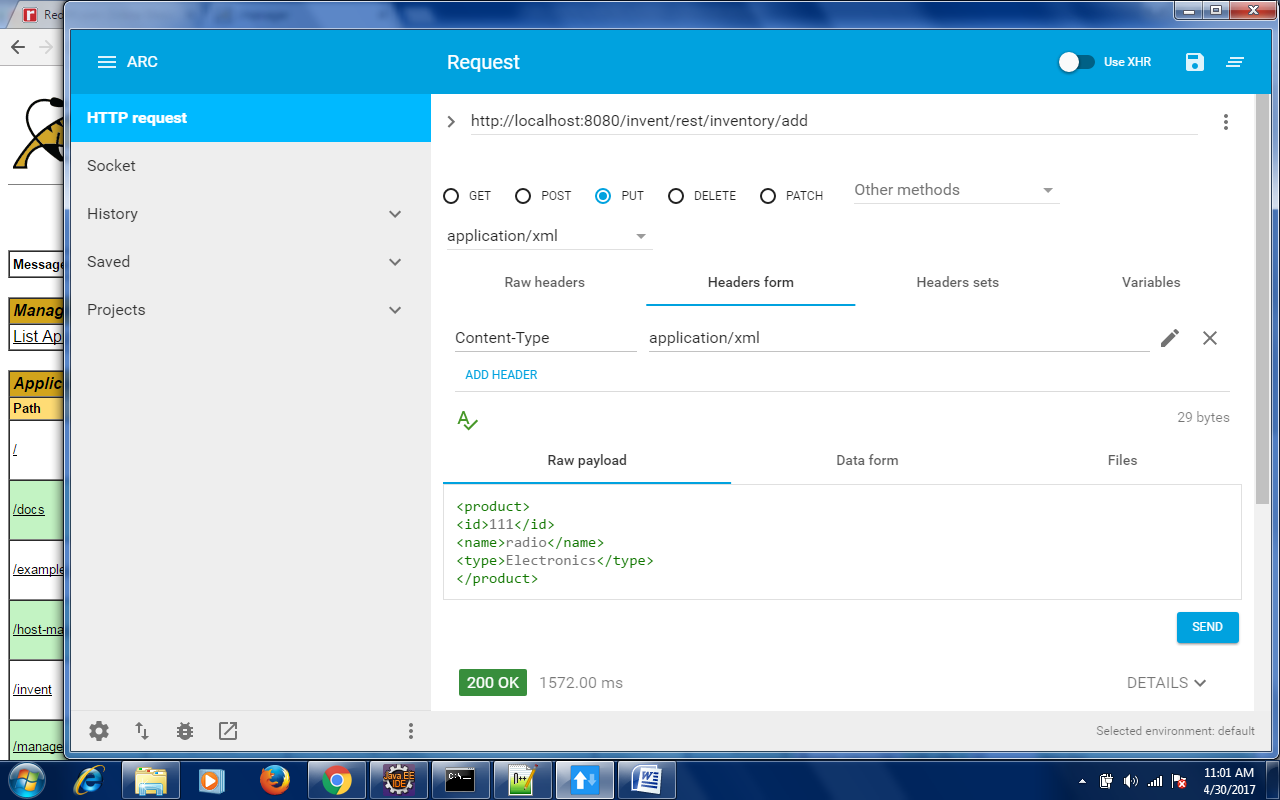 Rec
ARC
Request
Use XHR
HTTP request
Socket
History
Saved
Projects
http://localhost:8080/invent/rest/inventory/add
GET
POST
PUT
DELETE
PATCH
Other methods
application/xml
Raw headers
Headers form
Headers sets
Variables
Content-Type
application/xml
ADD HEADER
29 bytes
Raw payload
Data form
Files
<product>
<id>111</id>
<name>radio</name>
<type>Electronics</type>
</product>
SEND
200 OK
1572.00 ms
DETAILS
Selected environment: default
Message
Manag
List Ap
Applic
Path
/
/docs
/example
/host-ma
/invent
/manage
Java EE
IDE
C:\_
11:01 AM
4/30/2017